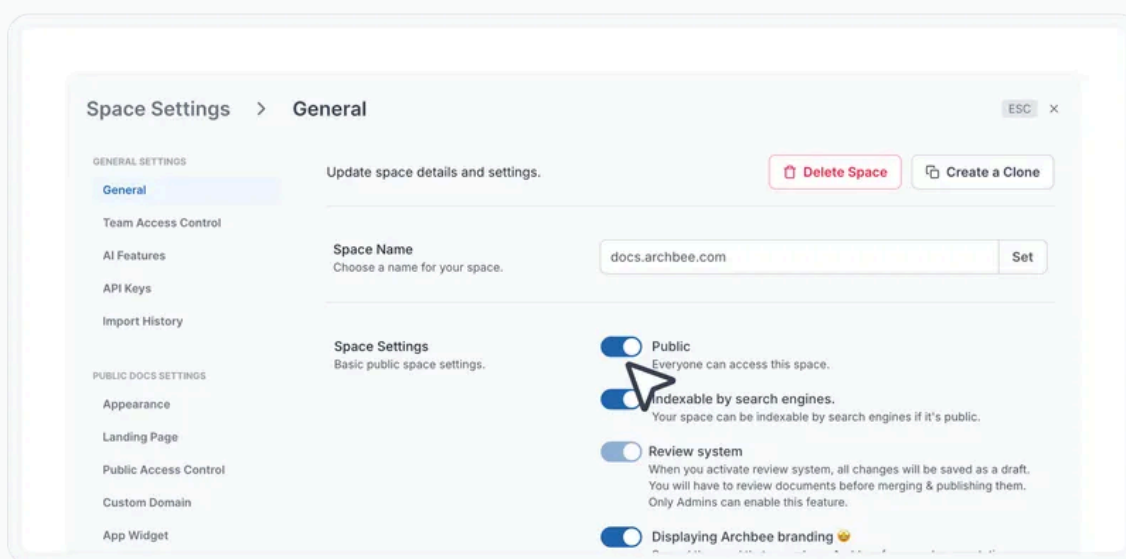 Space Settings > General
ESC ×
GENERAL SETTINGS
General
Team Access Control
AI Features
API Keys
Import History
PUBLIC DOCS SETTINGS
Appearance
Landing Page
Public Access Control
Custom Domain
App Widget
Update space details and settings.
Delete Space
Create a Clone
Space Name
Choose a name for your space.
docs.archbee.com
Set
Space Settings
Basic public space settings.
Public
Everyone can access this space.
Indexable by search engines.
Your space can be indexable by search engines if it's public.
Review system
When you activate review system, all changes will be saved as a draft.
You will have to review documents before merging & publishing them.
Only Admins can enable this feature.
Displaying Archbee branding 🤩